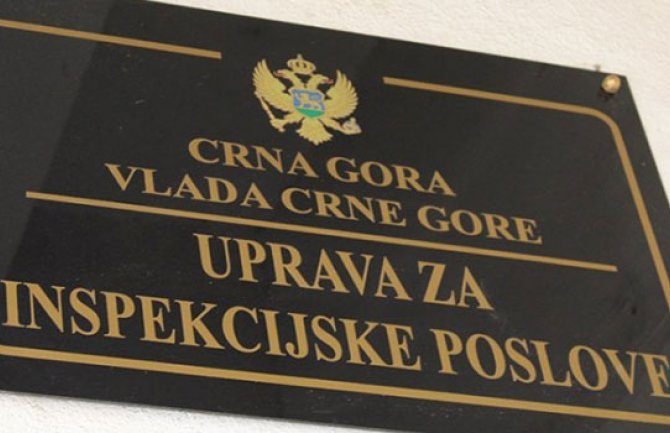 CRNA GORA
VLADA CRNE GORE
UPRAVA ZA
INSPEKCIJSKE POSLOVE